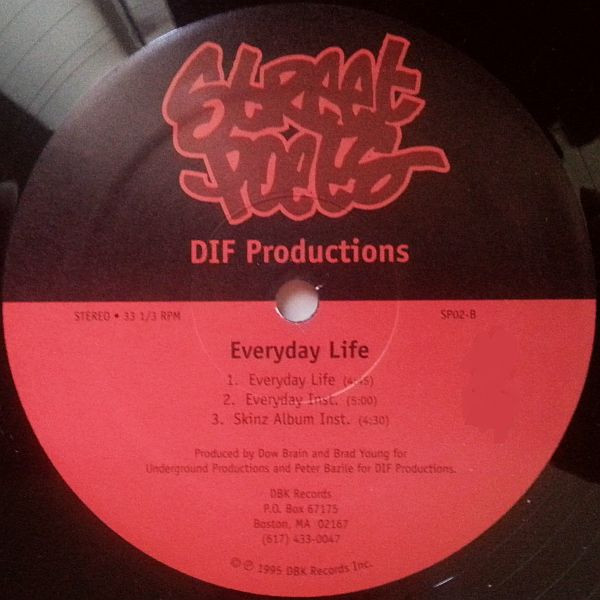 Street
Poets
DIF Productions
STEREO • 33 1/3 RPM
SP02-B
Everyday Life
1. Everyday Life (4:45)
2. Everyday Inst. (5:00)
3. Skinz Album Inst. (4:30)
Produced by Dow Brain and Brad Young for
Underground Productions and Peter Bazile for DIF Productions.
DBK Records
P.O. Box 67175
Boston, MA 02167
(617) 433-0047
© ℗ 1995 DBK Records Inc.